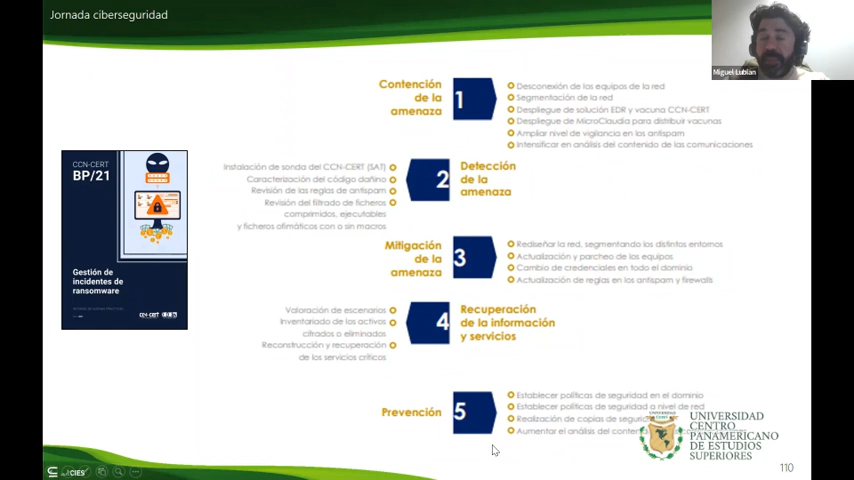 Jornada ciberseguridad
Miguel Lubian
CCN-CERT
BP/21
Gestión de
incidentes de
ransomware
Contención
de la
amenaza
1
Desconexión de los equipos de la red
Segmentación de la red
Despliegue de solución EDR y vacuna CCN-CERT
Despliegue de MicroClaudia para distribuir vacunas
Ampliar nivel de vigilancia en los antispam
Intensificar en análisis del contenido de las comunicaciones
Instalación de sonda del CCN-CERT (SAT)
Caracterización del código dañino
Revisión de las reglas de antispam
Revisión del filtrado de ficheros
comprimidos, ejecutables
y ficheros ofimáticos con o sin macros
2
Detección
de la
amenaza
Mitigación
de la
amenaza
3
Rediseñar la red, segmentando los distintos entornos
Actualización y parcheo de los equipos
Cambio de credenciales en todo el dominio
Actualización de reglas en los antispam y firewalls
Valoración de escenarios
Inventariado de los activos
cifrados o eliminados
Reconstrucción y recuperación
de los servicios críticos
4
Recuperación
de la información
y servicios
Prevención
5
Establecer políticas de seguridad en el dominio
Establecer políticas de seguridad a nivel de red
Realización de copias de
Aumentar el análisis del
UNIVERSIDAD
CENTRO
PANAMERICANO
DE ESTUDIOS
SUPERIORES
110